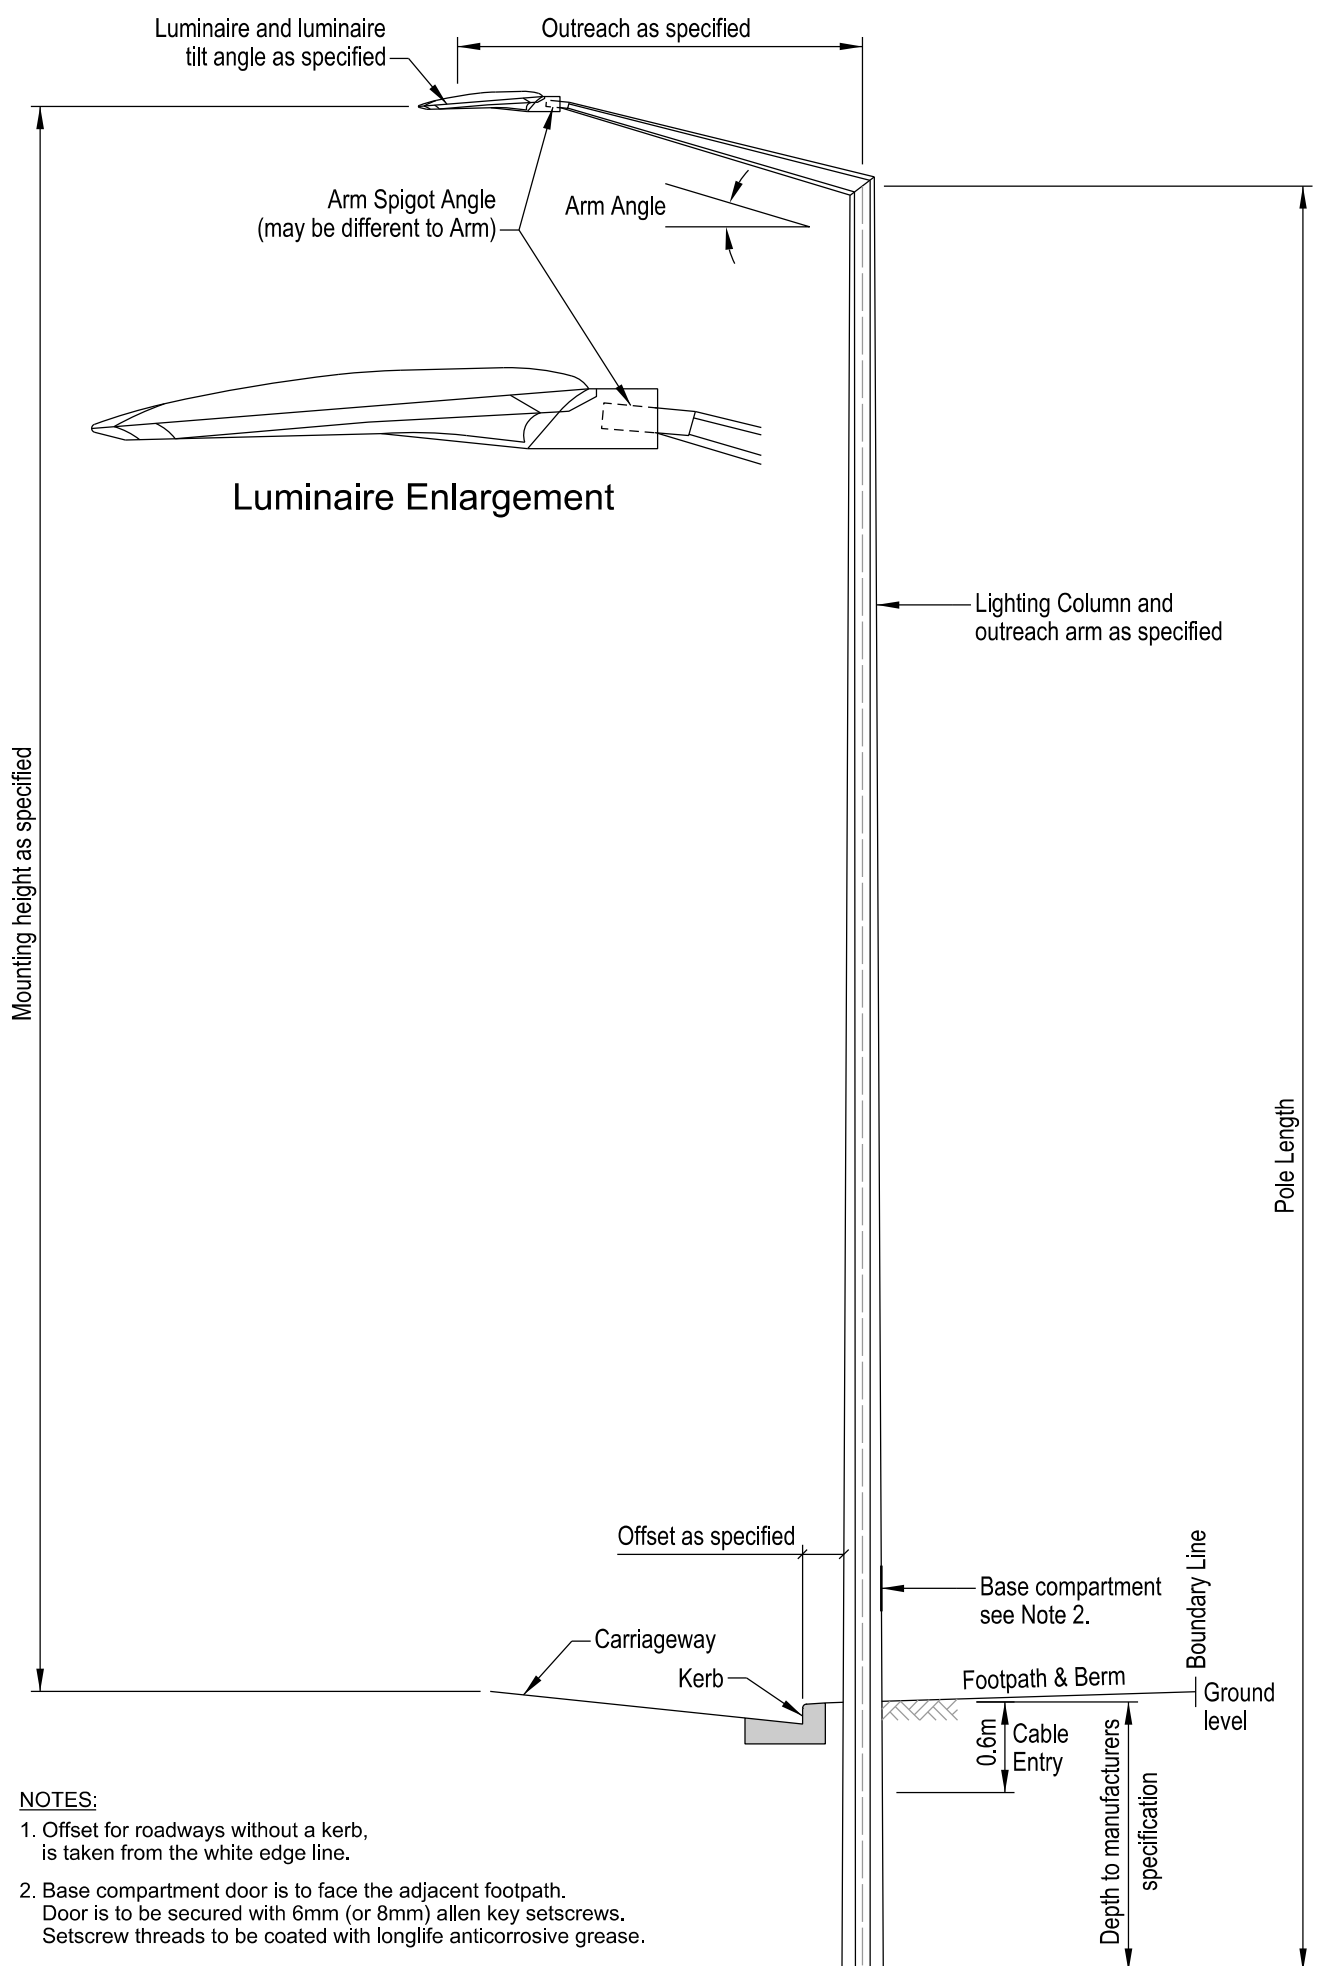 Luminaire and luminaire
tilt angle as specified
Outreach as specified
Arm Spigot Angle
(may be different to Arm)
Arm Angle
Luminaire Enlargement
Lighting Column and
outreach arm as specified
Mounting height as specified
Pole Length
Offset as specified
Base compartment
see Note 2.
Boundary Line
Carriageway
Kerb
Footpath & Berm
Ground
level
0.6m
Cable
Entry
Depth to manufacturers
specification
NOTES:
1. Offset for roadways without a kerb,
is taken from the white edge line.
2. Base compartment door is to face the adjacent footpath.
Door is to be secured with 6mm (or 8mm) allen key setscrews.
Setscrew threads to be coated with longlife anticorrosive grease.